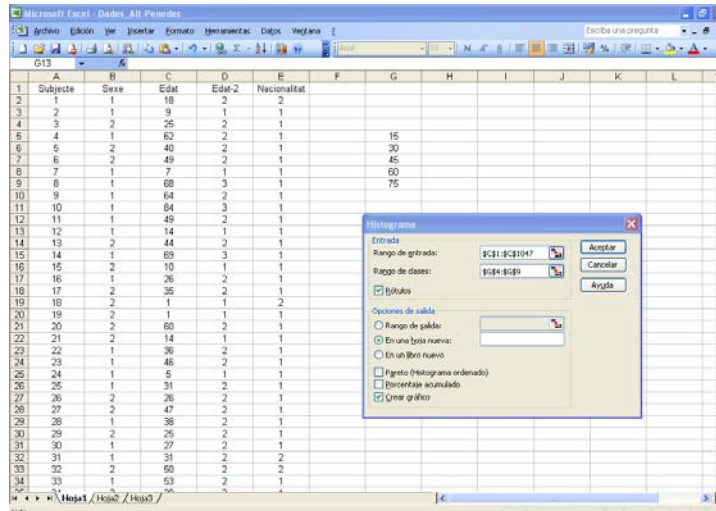 Microsoft Excel - Dades_Alt Penedes
Archivo Edición Ver Insertar Formato Herramientas Datos Ventana ?
Escriba una pregunta
Arial 10
G13 fx
A B C D E F G H I J K L
1 Subjecte Sexe Edat Edat-2 Nacionalitat
2 1 1 18 2 2
3 2 1 9 1 1
4 3 2 25 2 1
5 4 1 62 2 1 15
6 5 2 40 2 1 30
7 6 2 49 2 1 45
8 7 1 7 1 1 60
9 8 1 68 3 1 75
10 9 1 64 2 1
11 10 1 84 3 1
12 11 1 49 2 1
13 12 1 14 1 1
14 13 2 44 2 1
15 14 1 69 3 1
16 15 2 10 1 1
17 16 1 26 2 1
18 17 2 35 2 1
19 18 2 1 1 2
20 19 2 1 1 1
21 20 2 60 2 1
22 21 2 14 1 1
23 22 1 36 2 1
24 23 1 46 2 1
25 24 1 5 1 1
26 25 1 31 2 1
27 26 2 26 2 1
28 27 2 47 2 1
29 28 1 38 2 1
30 29 2 25 2 1
31 30 1 27 2 1
32 31 1 31 2 2
33 32 2 50 2 2
34 33 1 53 2 1
Histograma
Entrada
Rango de entrada: $C$1:$C$1047
Rango de clases: $G$4:$G$9
Rótulos
Aceptar
Cancelar
Ayuda
Opciones de salida
Rango de salida:
En una hoja nueva:
En un libro nuevo
Pareto (Histograma ordenado)
Porcentaje acumulado
Crear gráfico
Hoja1 / Hoja2 / Hoja3 /